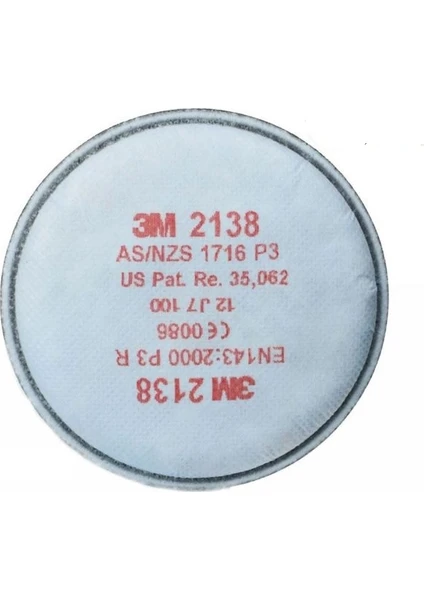 3M 2138
AS/NZS 1716 P3
US Pat. Re. 35,062
12 J7 100
CE 0086
EN143:2000 P3 R
3M 2138